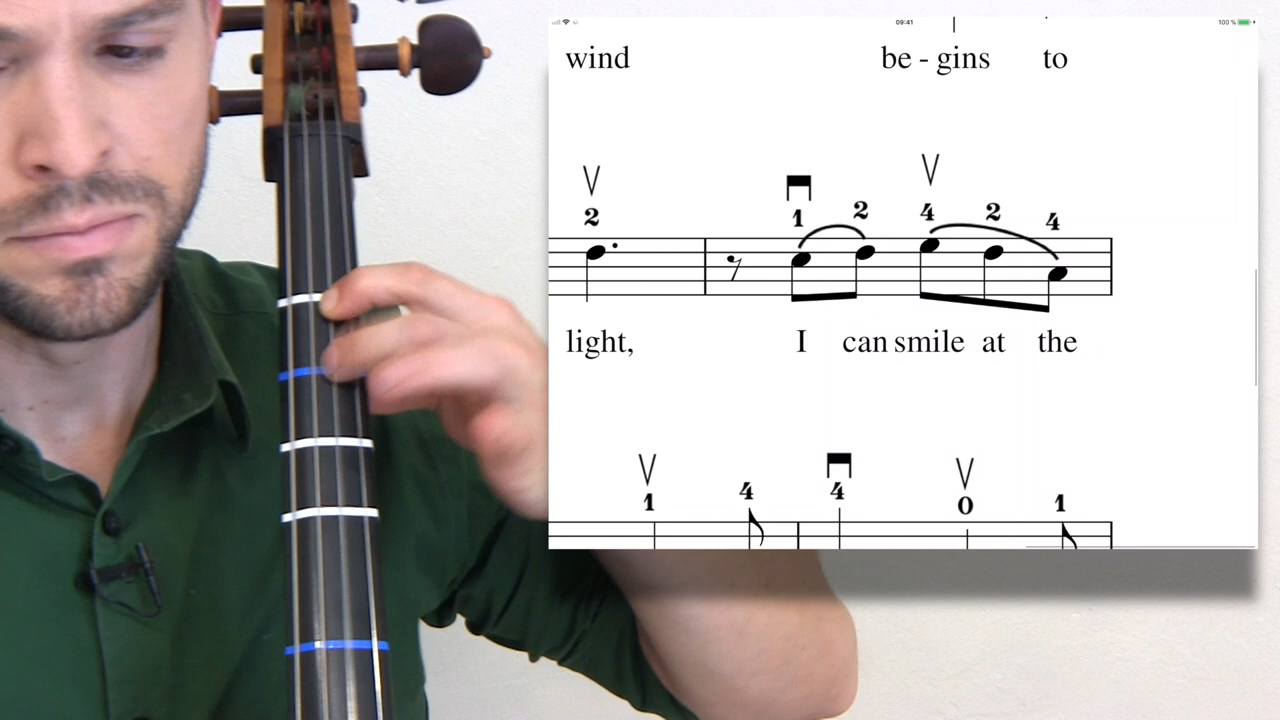 09:41 100 %
wind be - gins to
V V
2 1 2 4 2 4
light, I can smile at the
V V
1 4 4 0 1